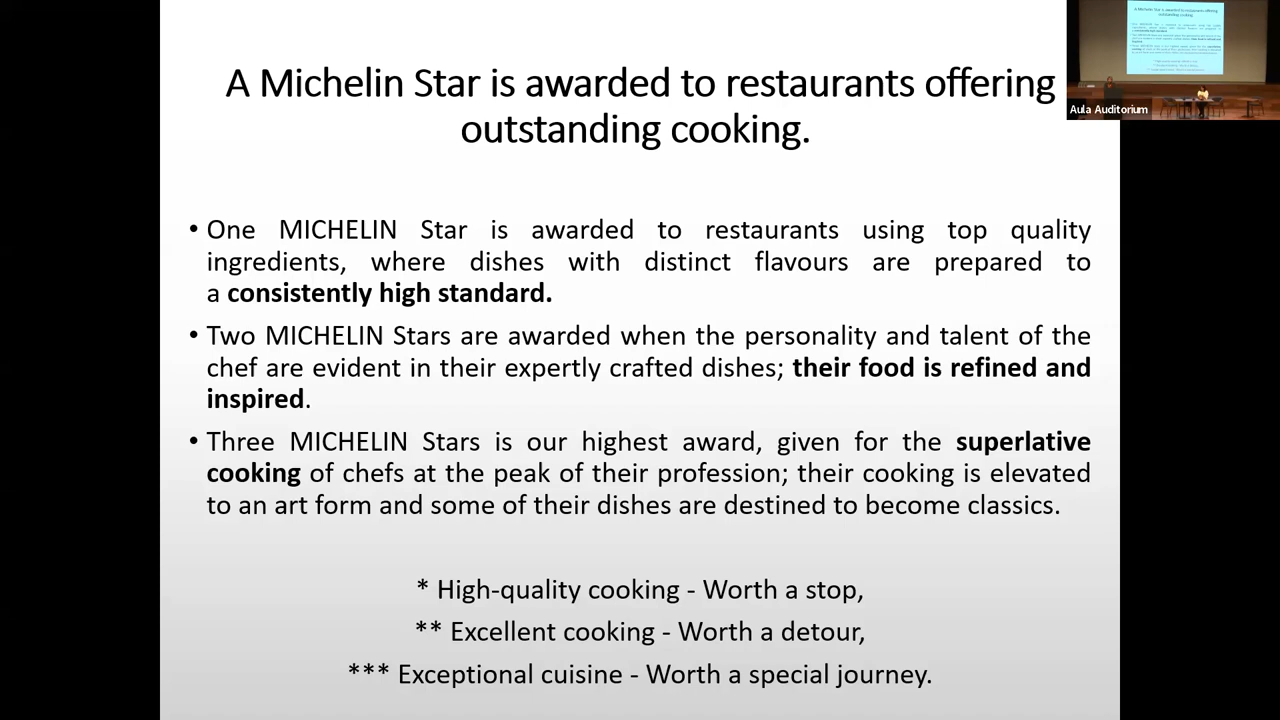 A Michelin Star is awarded to restaurants offering
outstanding cooking.
Aula Auditorium
• One MICHELIN Star is awarded to restaurants using top quality
ingredients, where dishes with distinct flavours are prepared to
a consistently high standard.
• Two MICHELIN Stars are awarded when the personality and talent of the
chef are evident in their expertly crafted dishes; their food is refined and
inspired.
• Three MICHELIN Stars is our highest award, given for the superlative
cooking of chefs at the peak of their profession; their cooking is elevated
to an art form and some of their dishes are destined to become classics.
* High-quality cooking - Worth a stop,
** Excellent cooking - Worth a detour,
*** Exceptional cuisine - Worth a special journey.